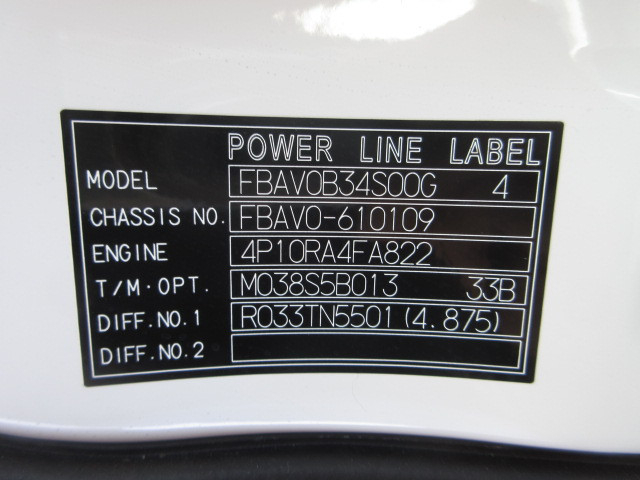 POWER LINE LABEL
MODEL FBAV0B34S00G 4
CHASSIS NO. FBAV0-610109
ENGINE 4P10RA4FA822
T/M·OPT. M038S5B013 33B
DIFF.NO.1 R033TN5501(4.875)
DIFF.NO.2